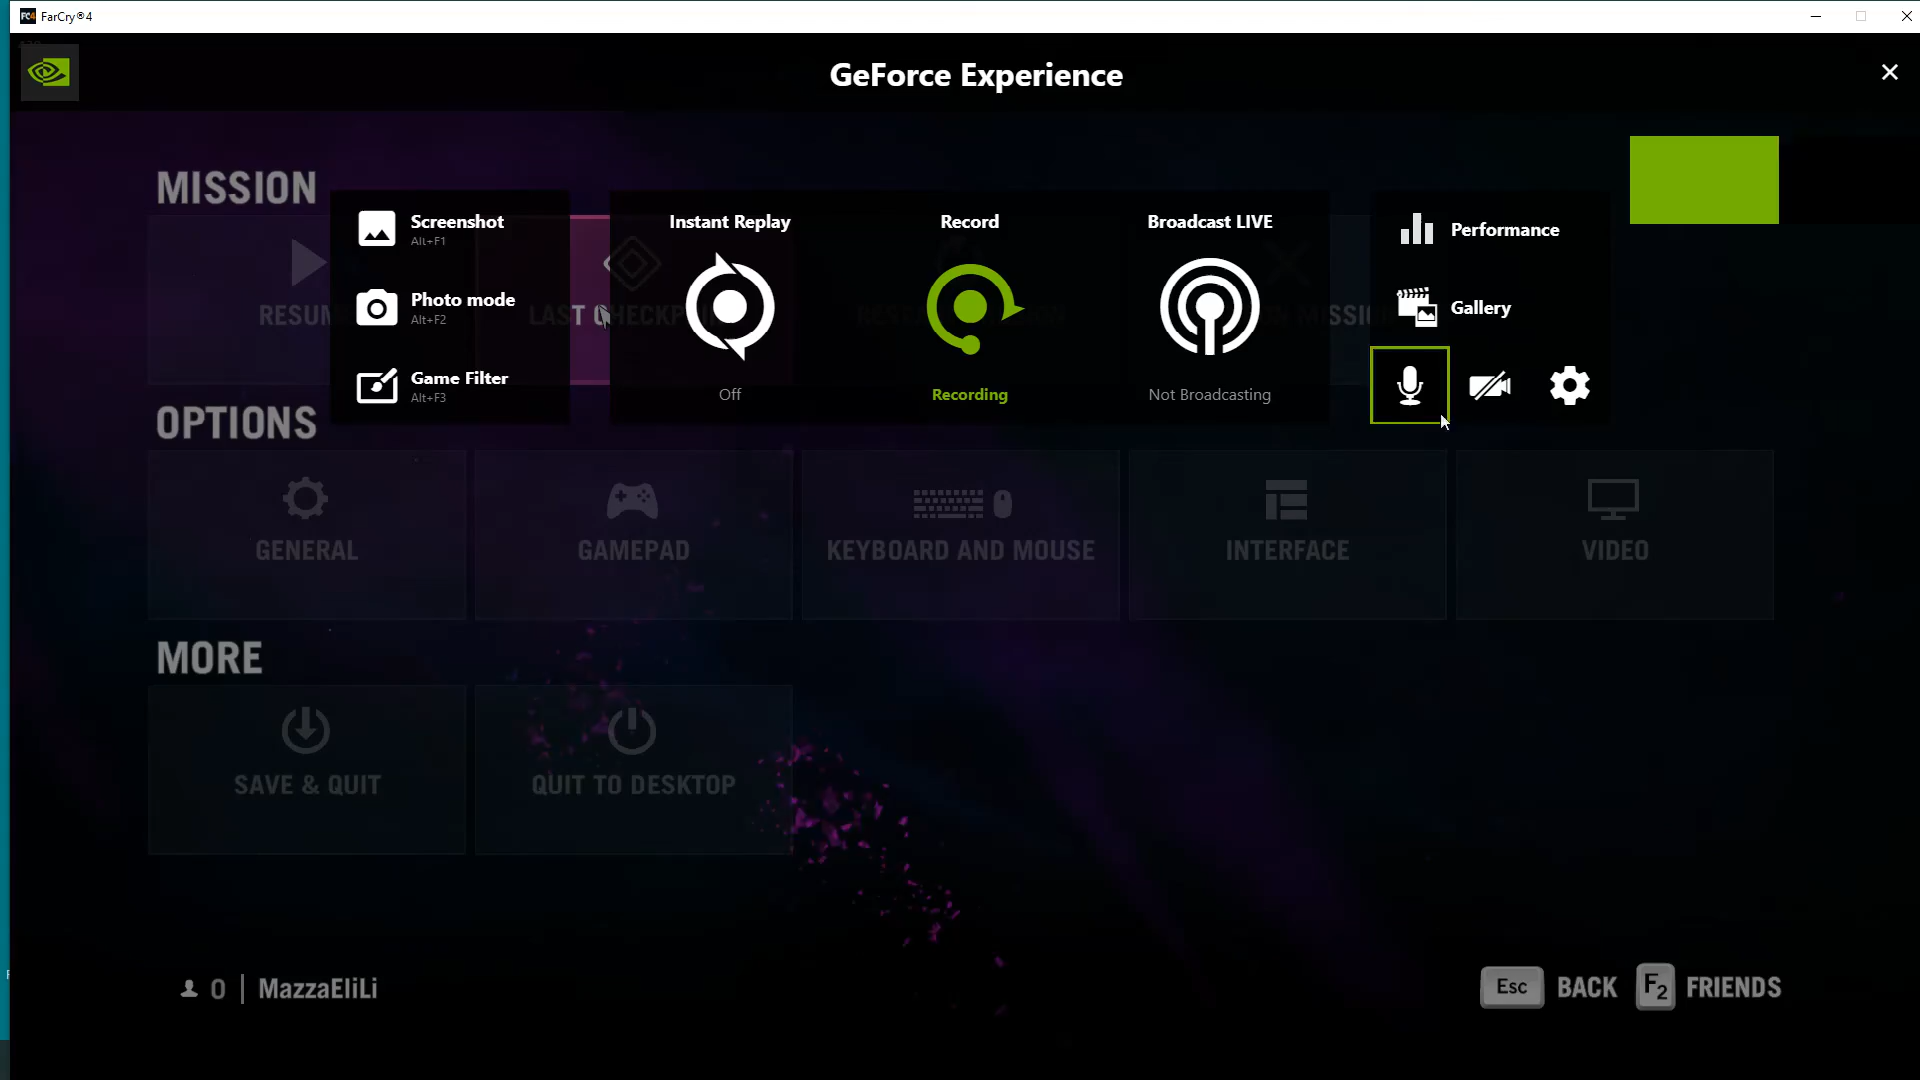 FarCry®4
GeForce Experience
MISSION
Screenshot
Alt+F1
Photo mode
Alt+F2
Game Filter
Alt+F3
Instant Replay
Off
Record
Recording
Broadcast LIVE
Not Broadcasting
Performance
Gallery
OPTIONS
GENERAL
GAMEPAD
KEYBOARD AND MOUSE
INTERFACE
VIDEO
MORE
SAVE & QUIT
QUIT TO DESKTOP
0 | MazzaEliLi
Esc BACK F2 FRIENDS